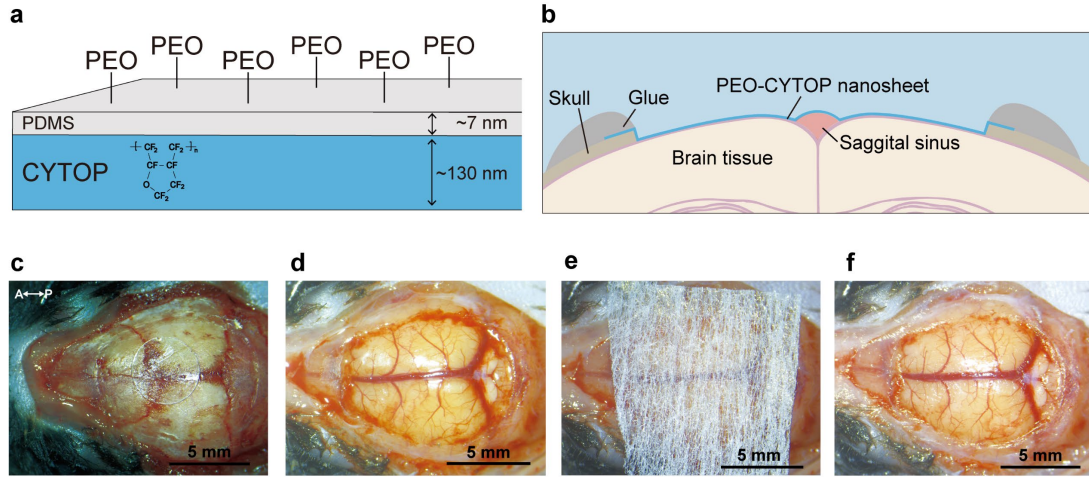 a
PEO
PEO
PEO
PEO
PEO
PEO
PDMS
~7 nm
CYTOP
CF₂
CF₂
n
CF
CF
O
CF₂
CF₂
~130 nm
b
PEO-CYTOP nanosheet
Skull
Glue
Saggital sinus
Brain tissue
c
A↔P
5 mm
d
5 mm
e
5 mm
f
5 mm